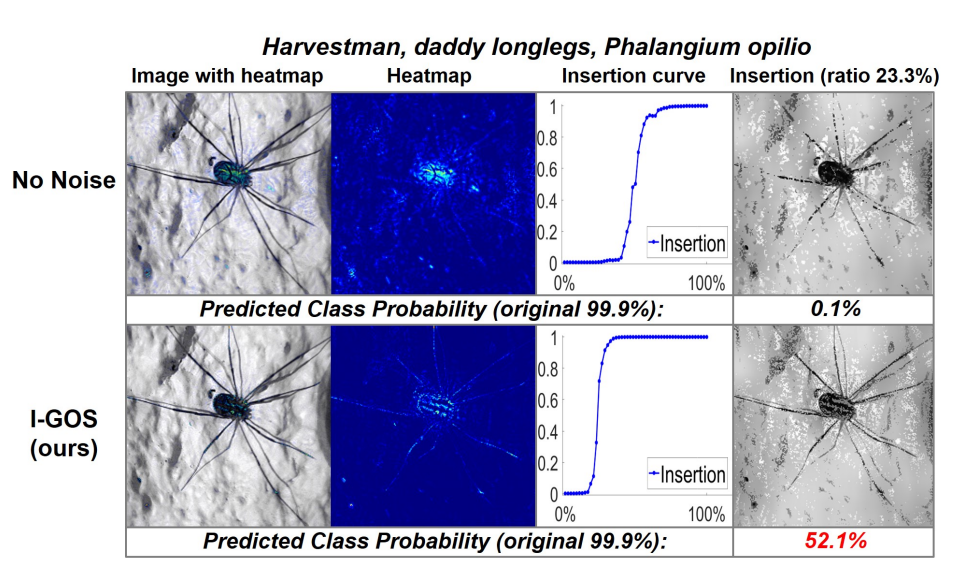 Harvestman, daddy longlegs, Phalangium opilio
Image with heatmap Heatmap Insertion curve Insertion (ratio 23.3%)
No Noise
1
0.8
0.6
0.4
0.2
0
0% 100%
Insertion
Predicted Class Probability (original 99.9%): 0.1%
I-GOS
(ours)
1
0.8
0.6
0.4
0.2
0
0% 100%
Insertion
Predicted Class Probability (original 99.9%): 52.1%